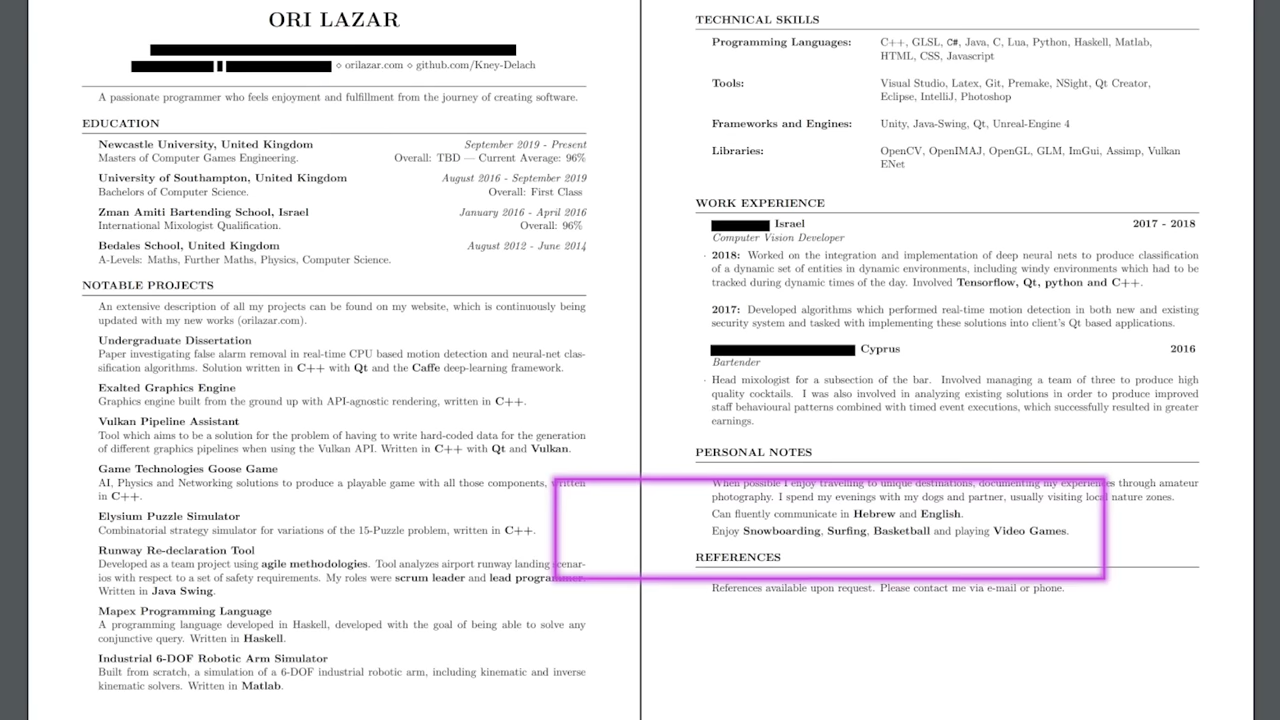 ORI LAZAR
⋄ orilazar.com ⋄ github.com/Kney-Delach
A passionate programmer who feels enjoyment and fulfillment from the journey of creating software.
EDUCATION
Newcastle University, United Kingdom September 2019 - Present
Masters of Computer Games Engineering. Overall: TBD — Current Average: 96%
University of Southampton, United Kingdom August 2016 - September 2019
Bachelors of Computer Science. Overall: First Class
Zman Amiti Bartending School, Israel January 2016 - April 2016
International Mixologist Qualification. Overall: 96%
Bedales School, United Kingdom August 2012 - June 2014
A-Levels: Maths, Further Maths, Physics, Computer Science.
NOTABLE PROJECTS
An extensive description of all my projects can be found on my website, which is continuously being
updated with my new works (orilazar.com).
Undergraduate Dissertation
Paper investigating false alarm removal in real-time CPU based motion detection and neural-net clas-
sification algorithms. Solution written in C++ with Qt and the Caffe deep-learning framework.
Exalted Graphics Engine
Graphics engine built from the ground up with API-agnostic rendering, written in C++.
Vulkan Pipeline Assistant
Tool which aims to be a solution for the problem of having to write hard-coded data for the generation
of different graphics pipelines when using the Vulkan API. Written in C++ with Qt and Vulkan.
Game Technologies Goose Game
AI, Physics and Networking solutions to produce a playable game with all those components, written
in C++.
Elysium Puzzle Simulator
Combinatorial strategy simulator for variations of the 15-Puzzle problem, written in C++.
Runway Re-declaration Tool
Developed as a team project using agile methodologies. Tool analyzes airport runway landing scenar-
ios with respect to a set of safety requirements. My roles were scrum leader and lead programmer.
Written in Java Swing.
Mapex Programming Language
A programming language developed in Haskell, developed with the goal of being able to solve any
conjunctive query. Written in Haskell.
Industrial 6-DOF Robotic Arm Simulator
Built from scratch, a simulation of a 6-DOF industrial robotic arm, including kinematic and inverse
kinematic solvers. Written in Matlab.
TECHNICAL SKILLS
Programming Languages: C++, GLSL, C#, Java, C, Lua, Python, Haskell, Matlab,
HTML, CSS, Javascript
Tools: Visual Studio, Latex, Git, Premake, NSight, Qt Creator,
Eclipse, IntelliJ, Photoshop
Frameworks and Engines: Unity, Java-Swing, Qt, Unreal-Engine 4
Libraries: OpenCV, OpenIMAJ, OpenGL, GLM, ImGui, Assimp, Vulkan
ENet
WORK EXPERIENCE
Israel 2017 - 2018
Computer Vision Developer
· 2018: Worked on the integration and implementation of deep neural nets to produce classification
of a dynamic set of entities in dynamic environments, including windy environments which had to be
tracked during dynamic times of the day. Involved Tensorflow, Qt, python and C++.
2017: Developed algorithms which performed real-time motion detection in both new and existing
security system and tasked with implementing these solutions into client's Qt based applications.
Cyprus 2016
Bartender
· Head mixologist for a subsection of the bar. Involved managing a team of three to produce high
quality cocktails. I was also involved in analyzing existing solutions in order to produce improved
staff behavioural patterns combined with timed event executions, which successfully resulted in greater
earnings.
PERSONAL NOTES
When possible I enjoy travelling to unique destinations, documenting my experiences through amateur
photography. I spend my evenings with my dogs and partner, usually visiting local nature zones.
Can fluently communicate in Hebrew and English.
Enjoy Snowboarding, Surfing, Basketball and playing Video Games.
REFERENCES
References available upon request. Please contact me via e-mail or phone.